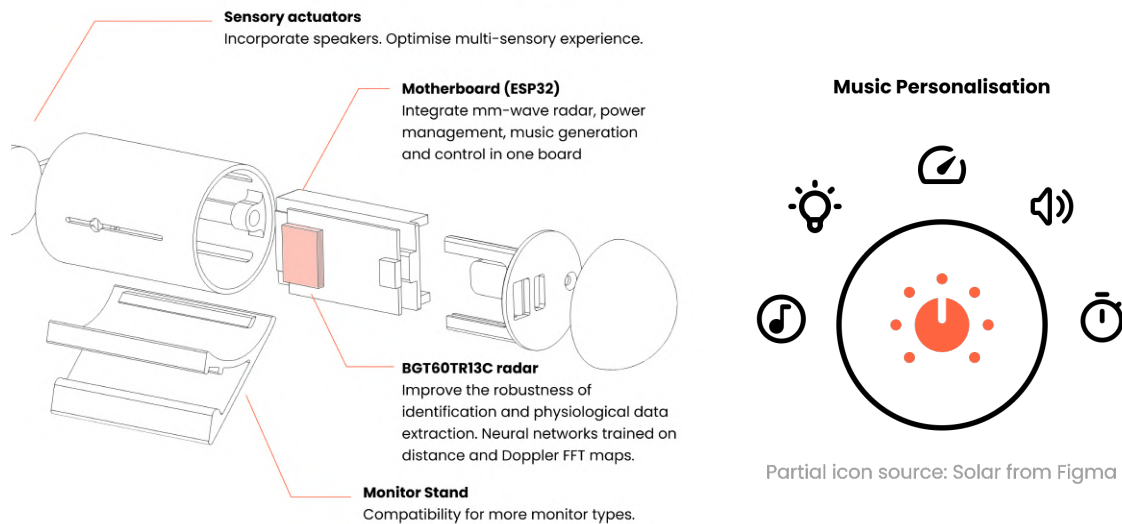 Sensory actuators
Incorporate speakers. Optimise multi-sensory experience.
Motherboard (ESP32)
Integrate mm-wave radar, power
management, music generation
and control in one board
BGT60TR13C radar
Improve the robustness of
identification and physiological data
extraction. Neural networks trained on
distance and Doppler FFT maps.
Monitor Stand
Compatibility for more monitor types.
Music Personalisation
Partial icon source: Solar from Figma